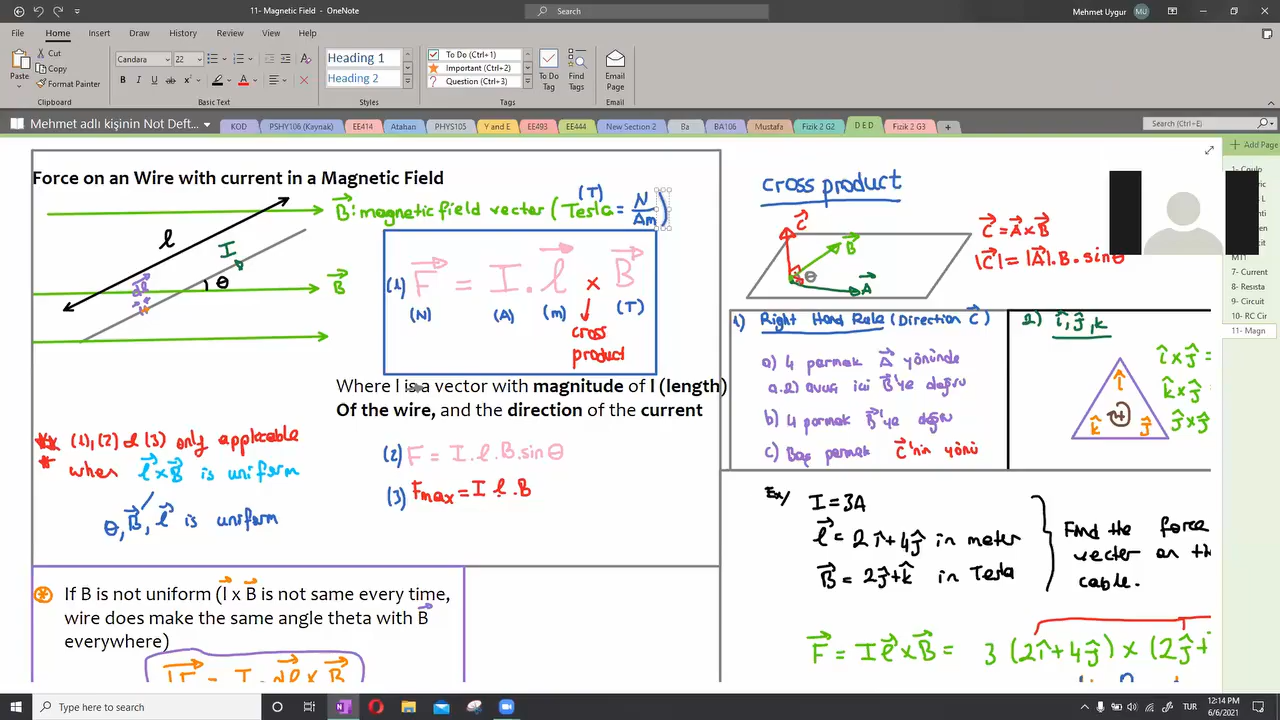 11- Magnetic Field - OneNote
Search
Mehmet Uygur
MU
File
Home
Insert
Draw
History
Review
View
Help
Paste
Cut
Copy
Format Painter
Clipboard
Candara
22
B I U ab x²
Basic Text
Heading 1
Heading 2
Styles
To Do (Ctrl+1)
Important (Ctrl+2)
Question (Ctrl+3)
To Do Tag
Find Tags
Tags
Email Page
Email
Mehmet adlı kişinin Not Deft...
KOD
PSHY106 (Kaynak)
EE414
Atahan
PHYS105
Y and E
EE493
EE444
New Section 2
Ba
BA106
Mustafa
Fizik 2 G2
D E D
Fizik 2 G3
+
Search (Ctrl+E)
Add Page
1- Coulo
7- Current
8- Resista
9- Circuit
10- RC Cir
11- Magn
Force on an Wire with current in a Magnetic Field
B: magnetic field vector (Tesla = N/Am)
(T)
l
I
θ
dl
B
(1) F = I . l x B
(N) (A) (m) (T)
cross
product
Where l is a vector with magnitude of l (length)
Of the wire, and the direction of the current
** (1), (2) d (3) only applicable
* when l x B is uniform
θ, B, l is uniform
(2) F = I . l . B . sin θ
(3) Fmax = I l . B
If B is not uniform (l x B is not same every time,
wire does make the same angle theta with B
everywhere)
cross product
C
B
θ
A
C = A x B
|C| = |A| . B . sinθ
1) Right Hand Rule (Direction C)
a) 4 parmak A yönünde
a.2) avuç içi B'ye doğru
b) 4 parmak B'ye doğru
c) Baş parmak C'nin yönü
2) i, j, k
i
k j
(+)
i x j =
k x j
j x j
Ex/ I = 3A
l = 2i + 4j in meter
B = 2j + k in Tesla
Find the force
vector on th
cable.
F = I l x B = 3 (2i + 4j) x (2j +
Type here to search
TUR
12:14 PM
6/6/2021